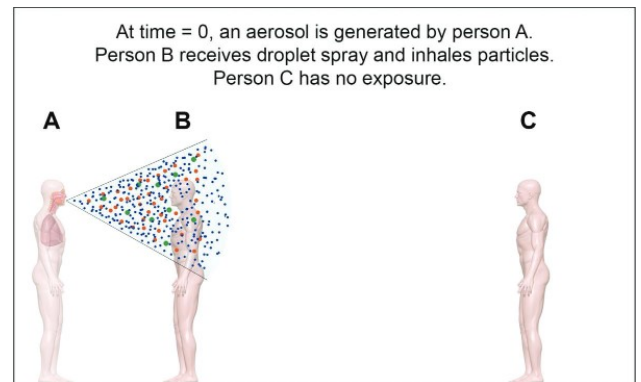 At time = 0, an aerosol is generated by person A.
Person B receives droplet spray and inhales particles.
Person C has no exposure.
A B C